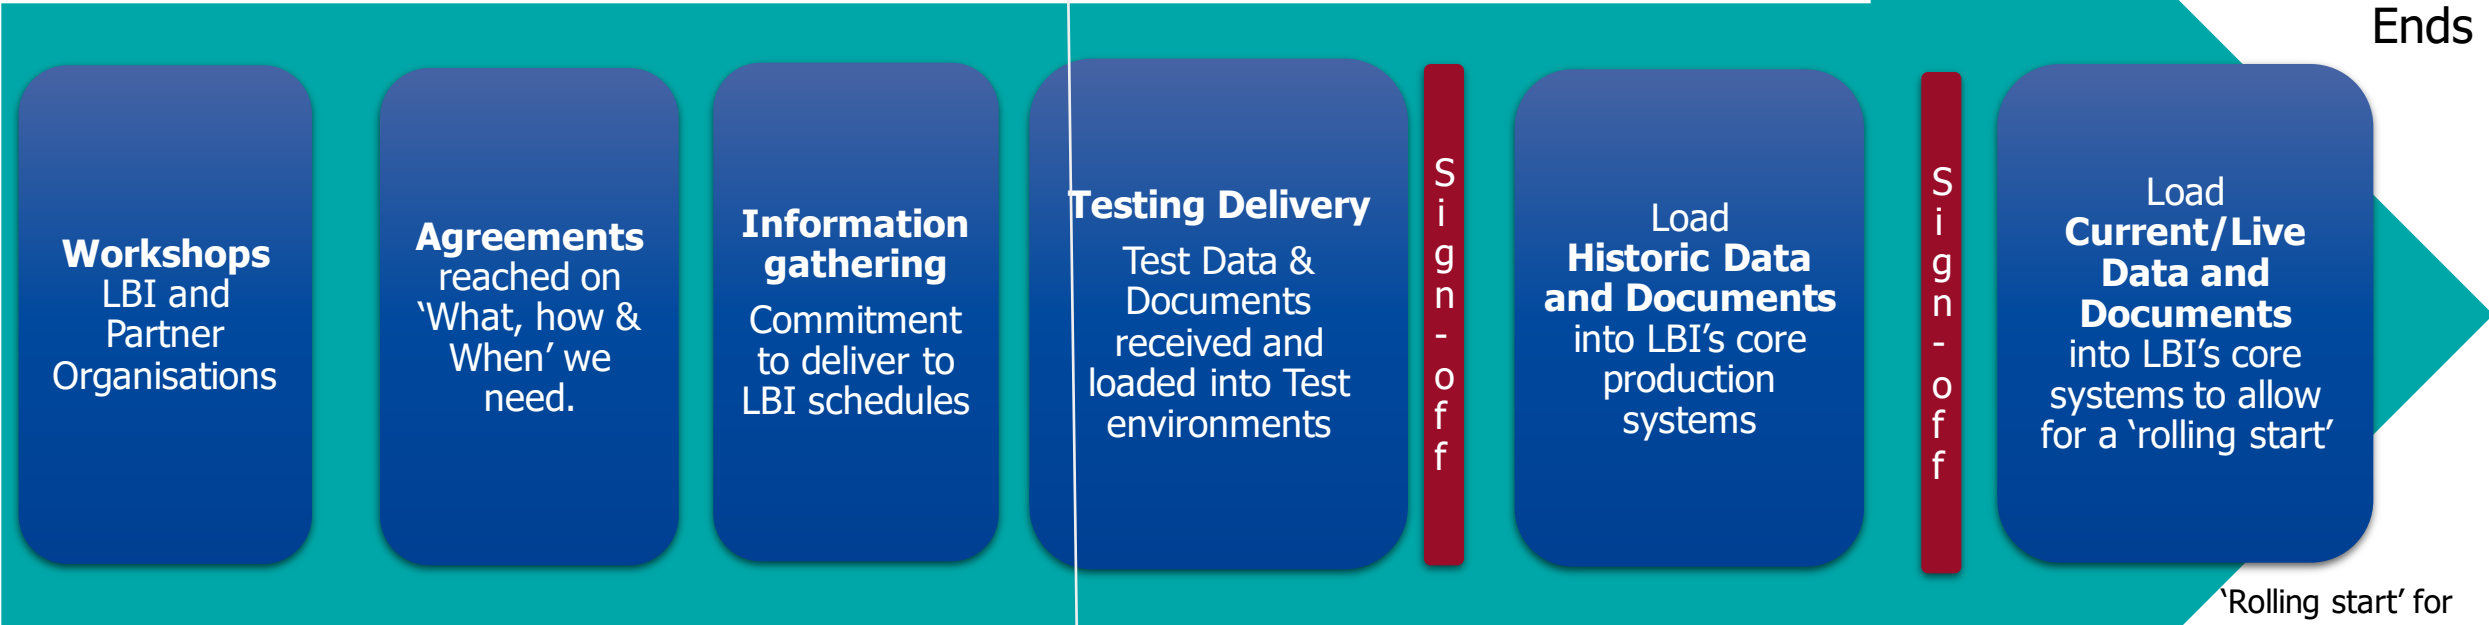 Ends
Workshops
LBI and
Partner
Organisations
Agreements
reached on
‘What, how &
When’ we
need.
Information
gathering
Commitment
to deliver to
LBI schedules
Testing Delivery
Test Data &
Documents
received and
loaded into Test
environments
Sign-off
Load
Historic Data
and Documents
into LBI’s core
production
systems
Sign-off
Load
Current/Live
Data and
Documents
into LBI’s core
systems to allow
for a ‘rolling start’
‘Rolling start’ for